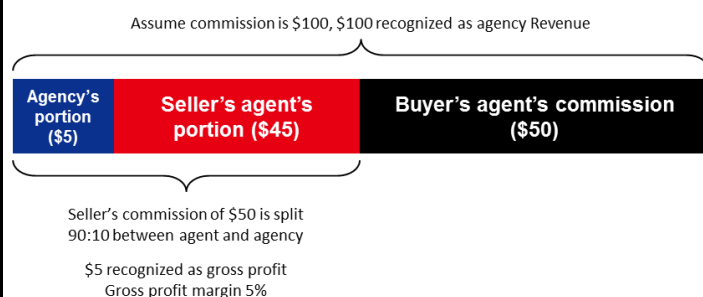 Assume commission is $100, $100 recognized as agency Revenue
Agency's
portion
($5)
Seller's agent's
portion ($45)
Buyer's agent's commission
($50)
Seller's commission of $50 is split
90:10 between agent and agency
$5 recognized as gross profit
Gross profit margin 5%